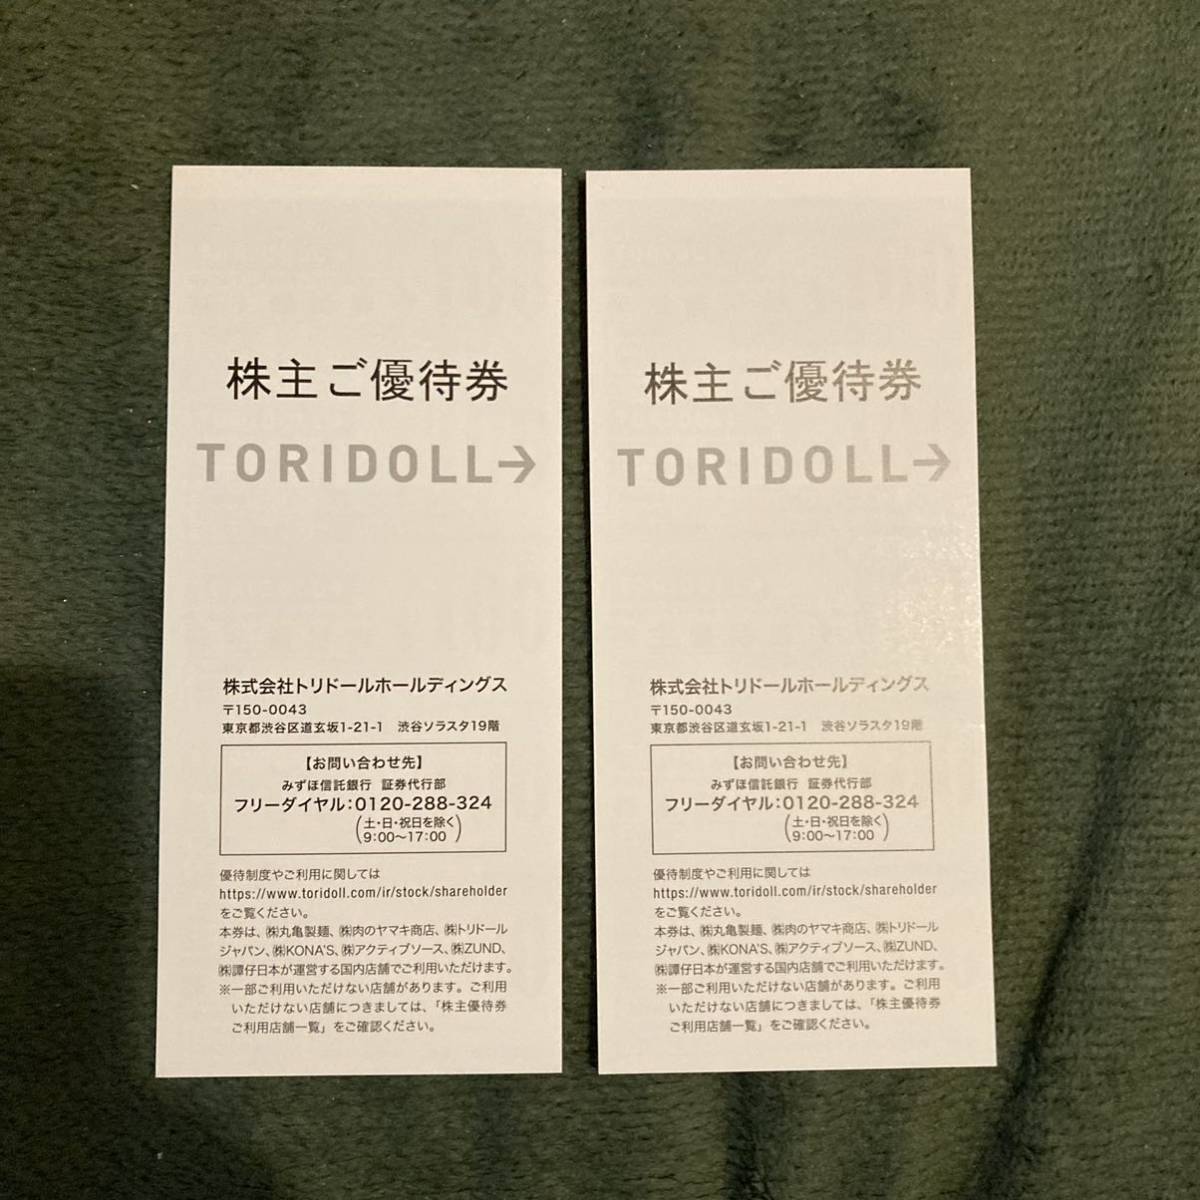 株主ご優待券
TORIDOLL→
株式会社トリドールホールディングス
〒150-0043
東京都渋谷区道玄坂1-21-1 渋谷ソラスタ19階
【お問い合わせ先】
みずほ信託銀行 証券代行部
フリーダイヤル：0120-288-324
（土・日・祝日を除く
9:00～17:00）
優待制度やご利用に関しては
https://www.toridoll.com/ir/stock/shareholder
をご覧ください。
本券は、㈱丸亀製麺、㈱肉のヤマキ商店、㈱トリドール
ジャパン、㈱KONA'S、㈱アクティブソース、㈱ZUND、
㈱譚仔日本が運営する国内店舗でご利用いただけます。
※一部ご利用いただけない店舗があります。ご利用
いただけない店舗につきましては、「株主優待券
ご利用店舗一覧」をご確認ください。
株主ご優待券
TORIDOLL→
株式会社トリドールホールディングス
〒150-0043
東京都渋谷区道玄坂1-21-1 渋谷ソラスタ19階
【お問い合わせ先】
みずほ信託銀行 証券代行部
フリーダイヤル：0120-288-324
（土・日・祝日を除く
9:00～17:00）
優待制度やご利用に関しては
https://www.toridoll.com/ir/stock/shareholder
をご覧ください。
本券は、㈱丸亀製麺、㈱肉のヤマキ商店、㈱トリドール
ジャパン、㈱KONA'S、㈱アクティブソース、㈱ZUND、
㈱譚仔日本が運営する国内店舗でご利用いただけます。
※一部ご利用いただけない店舗があります。ご利用
いただけない店舗につきましては、「株主優待券
ご利用店舗一覧」をご確認ください。